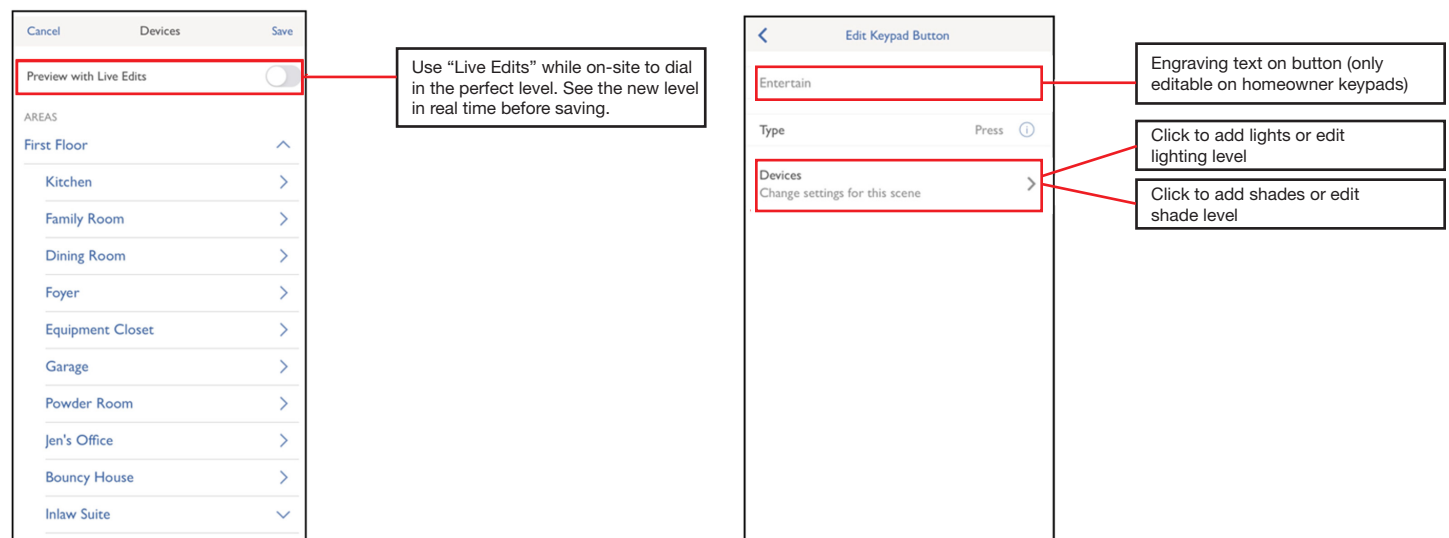 Cancel Devices Save
Preview with Live Edits
AREAS
First Floor
Kitchen
Family Room
Dining Room
Foyer
Equipment Closet
Garage
Powder Room
Jen's Office
Bouncy House
Inlaw Suite
Use “Live Edits” while on-site to dial
in the perfect level. See the new level
in real time before saving.
Edit Keypad Button
Entertain
Type Press
Devices
Change settings for this scene
Engraving text on button (only
editable on homeowner keypads)
Click to add lights or edit
lighting level
Click to add shades or edit
shade level